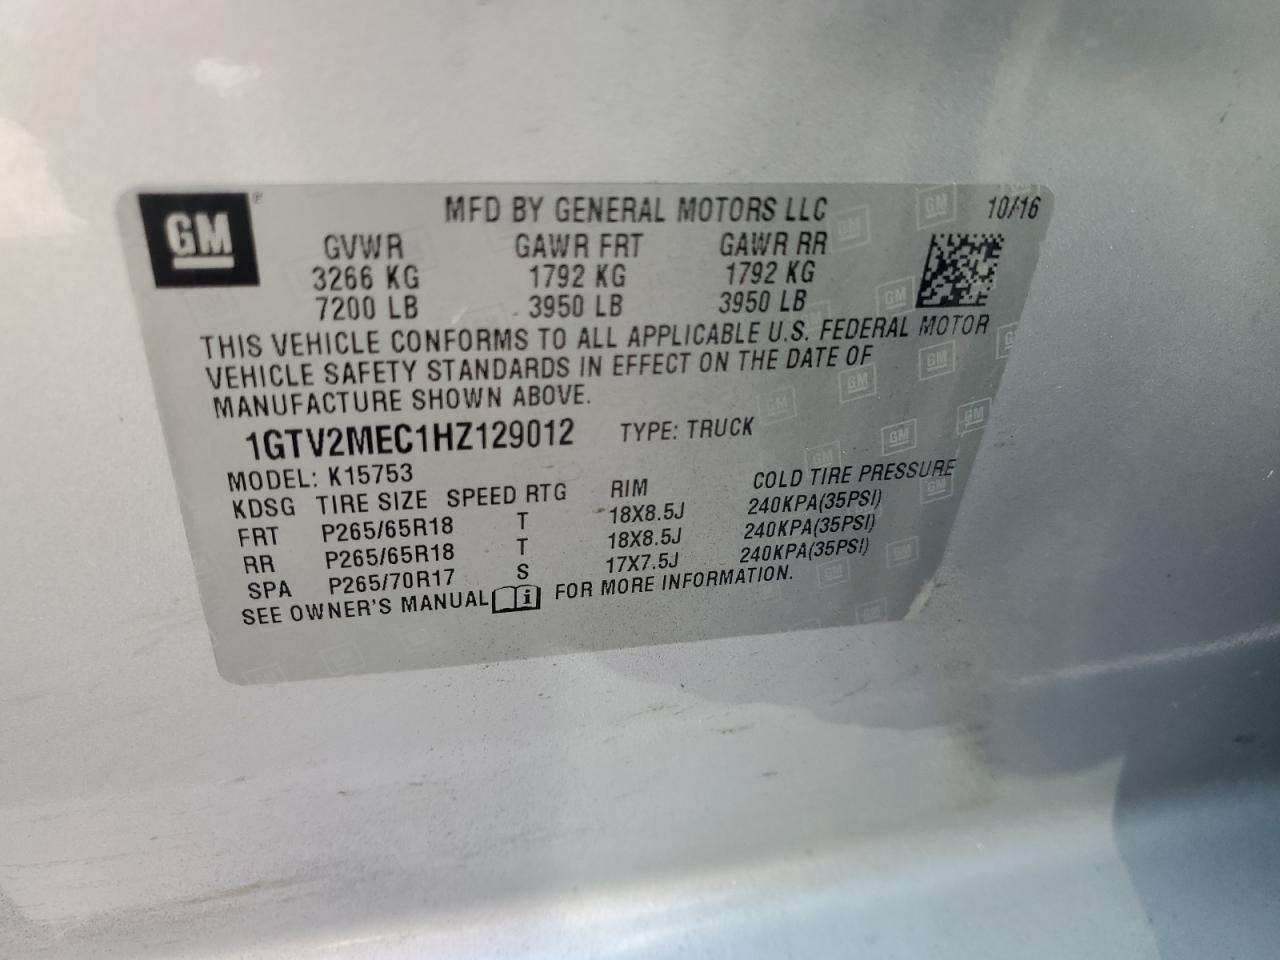 GM ® MFD BY GENERAL MOTORS LLC 10/16
GVWR GAWR FRT GAWR RR
3266 KG 1792 KG 1792 KG
7200 LB 3950 LB 3950 LB
THIS VEHICLE CONFORMS TO ALL APPLICABLE U.S. FEDERAL MOTOR
VEHICLE SAFETY STANDARDS IN EFFECT ON THE DATE OF
MANUFACTURE SHOWN ABOVE.
1GTV2MEC1HZ129012 TYPE: TRUCK
MODEL: K15753
KDSG TIRE SIZE SPEED RTG RIM COLD TIRE PRESSURE
FRT P265/65R18 T 18X8.5J 240KPA(35PSI)
RR P265/65R18 T 18X8.5J 240KPA(35PSI)
SPA P265/70R17 S 17X7.5J 240KPA(35PSI)
SEE OWNER'S MANUAL i FOR MORE INFORMATION.